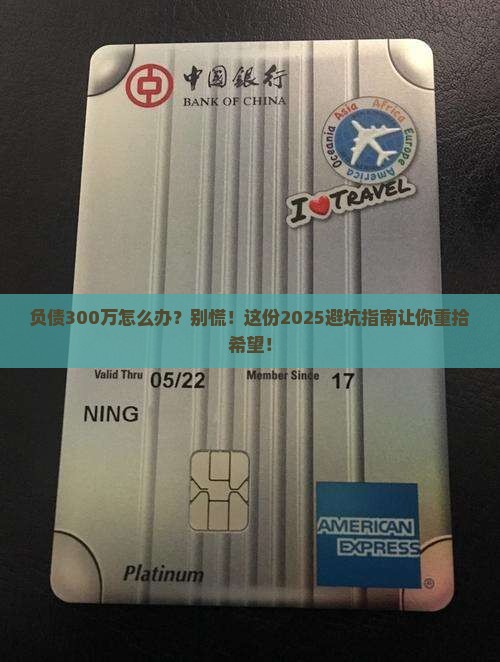 中国銀行
BANK OF CHINA
Oceania Asia Africa Europe America
I ❤ TRAVEL
负债300万怎么办？别慌！这份2025避坑指南让你重拾
希望！
Valid Thru 05/22 Member Since 17
NING
AMERICAN
EXPRESS
®
Platinum